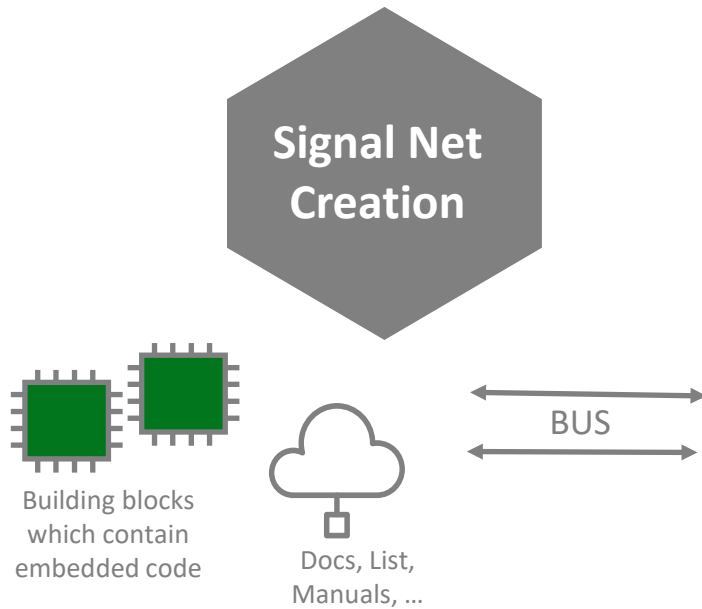 Signal Net
Creation
BUS
Building blocks
which contain
embedded code
Docs, List,
Manuals, ...